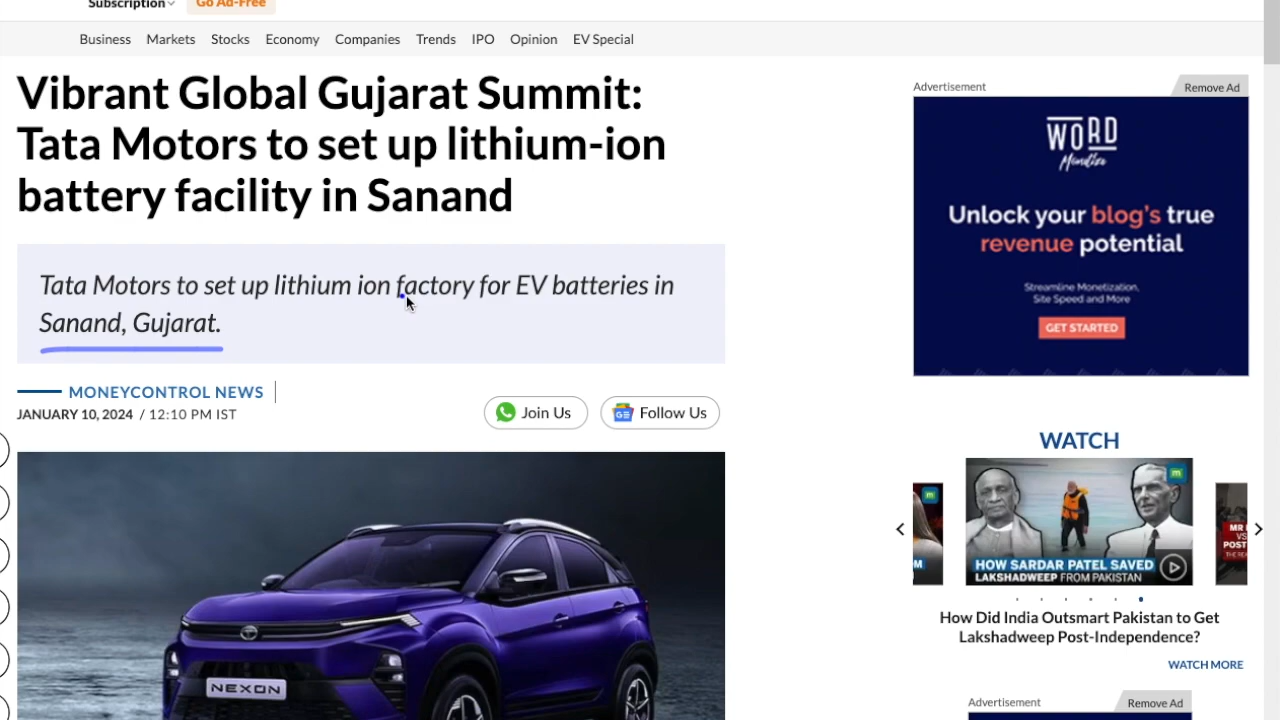 Subscription
Go Ad-Free
Business Markets Stocks Economy Companies Trends IPO Opinion EV Special
Vibrant Global Gujarat Summit:
Tata Motors to set up lithium-ion
battery facility in Sanand
Tata Motors to set up lithium ion factory for EV batteries in
Sanand, Gujarat.
MONEYCONTROL NEWS
JANUARY 10, 2024 / 12:10 PM IST
Join Us
Follow Us
NEXON
Advertisement
Remove Ad
WORD
Monetize
Unlock your blog's true
revenue potential
Streamline Monetization,
Site Speed and More
GET STARTED
WATCH
HOW SARDAR PATEL SAVED
LAKSHADWEEP FROM PAKISTAN
How Did India Outsmart Pakistan to Get
Lakshadweep Post-Independence?
WATCH MORE
Advertisement
Remove Ad